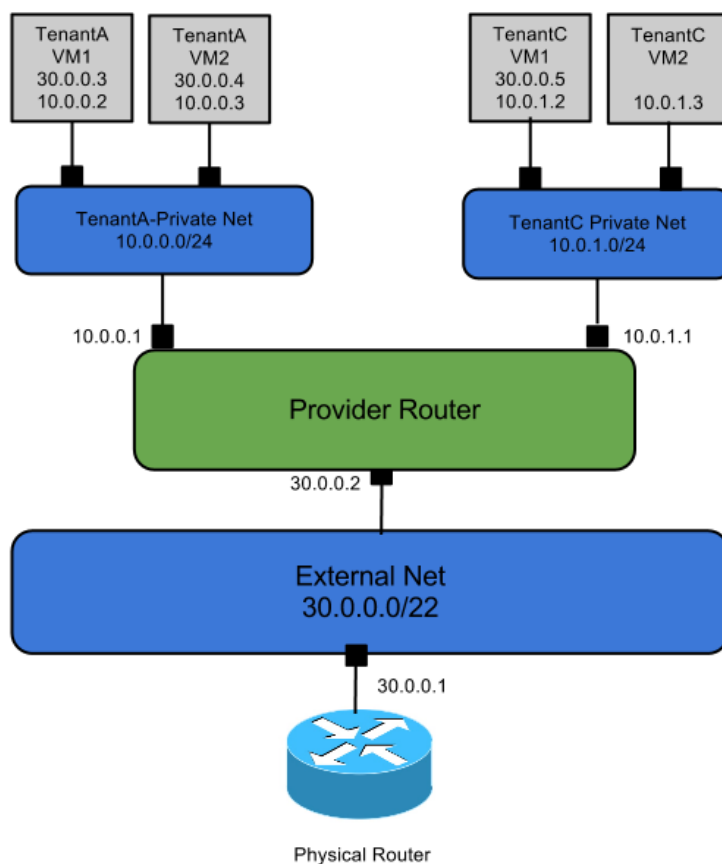 TenantA
VM1
30.0.0.3
10.0.0.2
TenantA
VM2
30.0.0.4
10.0.0.3
TenantC
VM1
30.0.0.5
10.0.1.2
TenantC
VM2
10.0.1.3
TenantA-Private Net
10.0.0.0/24
TenantC Private Net
10.0.1.0/24
10.0.0.1
10.0.1.1
Provider Router
30.0.0.2
External Net
30.0.0.0/22
30.0.0.1
Physical Router